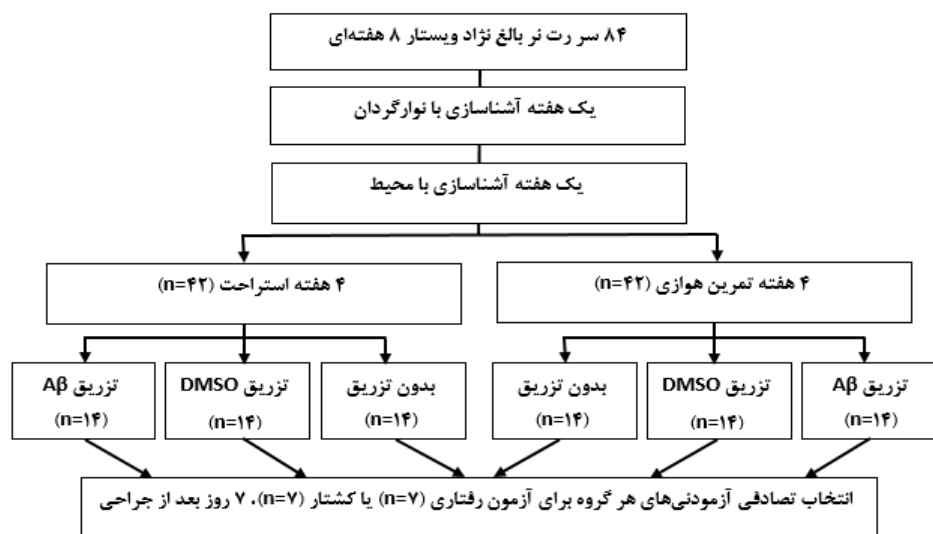 ۸۴ سر رت نر بالغ نژاد ویستار ۸ هفته‌ای
یک هفته آشناسازی با نوارگردان
یک هفته آشناسازی با محیط
۴ هفته تمرین هوازی (n=۴۲)
۴ هفته استراحت (n=۴۲)
تزریق Aβ
(n=۱۴)
تزریق DMSO
(n=۱۴)
بدون تزریق
(n=۱۴)
بدون تزریق
(n=۱۴)
تزریق DMSO
(n=۱۴)
تزریق Aβ
(n=۱۴)
انتخاب تصادفی آزمودنی‌های هر گروه برای آزمون رفتاری (n=۷) یا کشتار (n=۷). ۷ روز بعد از جراحی